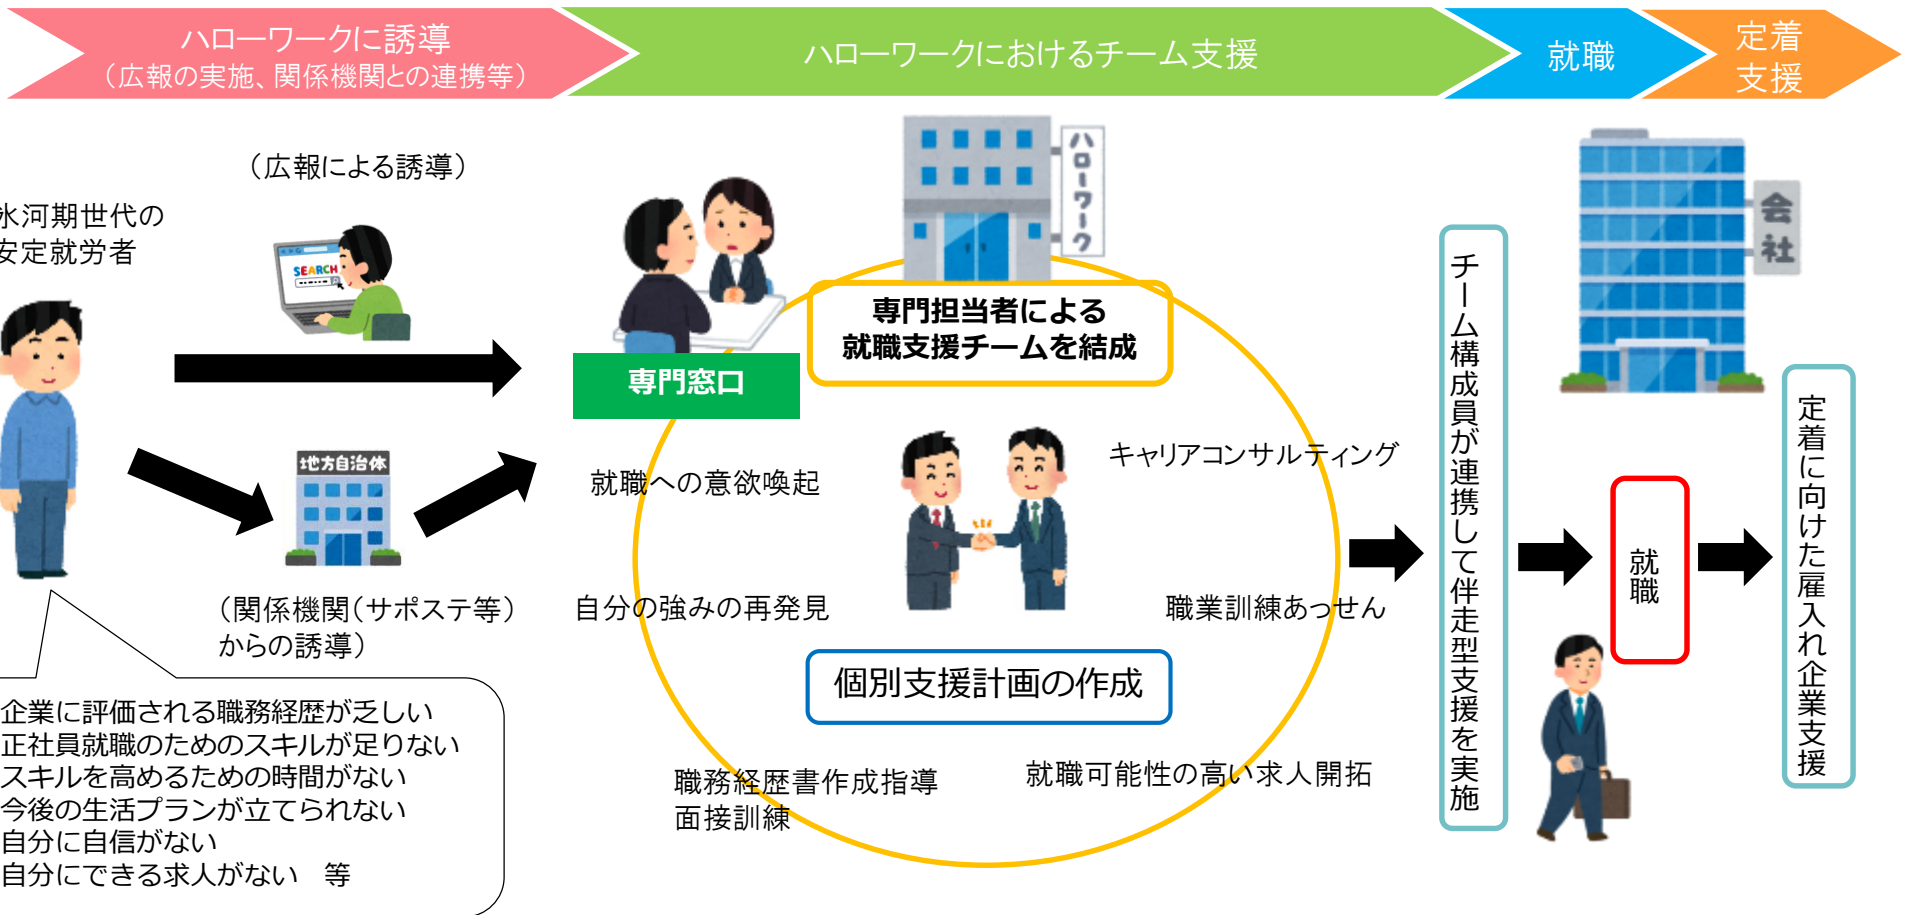 ハローワークに誘導
（広報の実施、関係機関との連携等）
ハローワークにおけるチーム支援
就職
定着
支援
（広報による誘導）
氷河期世代の
安定就労者
SEARCH
地方自治体
（関係機関（サポステ等）
からの誘導）
企業に評価される職務経歴が乏しい
正社員就職のためのスキルが足りない
スキルを高めるための時間がない
今後の生活プランが立てられない
自分に自信がない
自分にできる求人がない　等
ハローワーク
専門担当者による
就職支援チームを結成
専門窓口
就職への意欲喚起
キャリアコンサルティング
自分の強みの再発見
職業訓練あっせん
個別支援計画の作成
職務経歴書作成指導
面接訓練
就職可能性の高い求人開拓
チーム構成員が連携して伴走型支援を実施
会社
就職
定着に向けた雇入れ企業支援